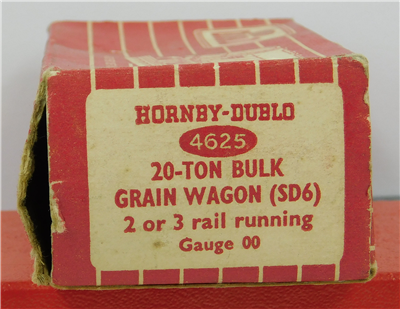 HORNBY-DUBLO
4625
20-TON BULK
GRAIN WAGON (SD6)
2 or 3 rail running
Gauge 00